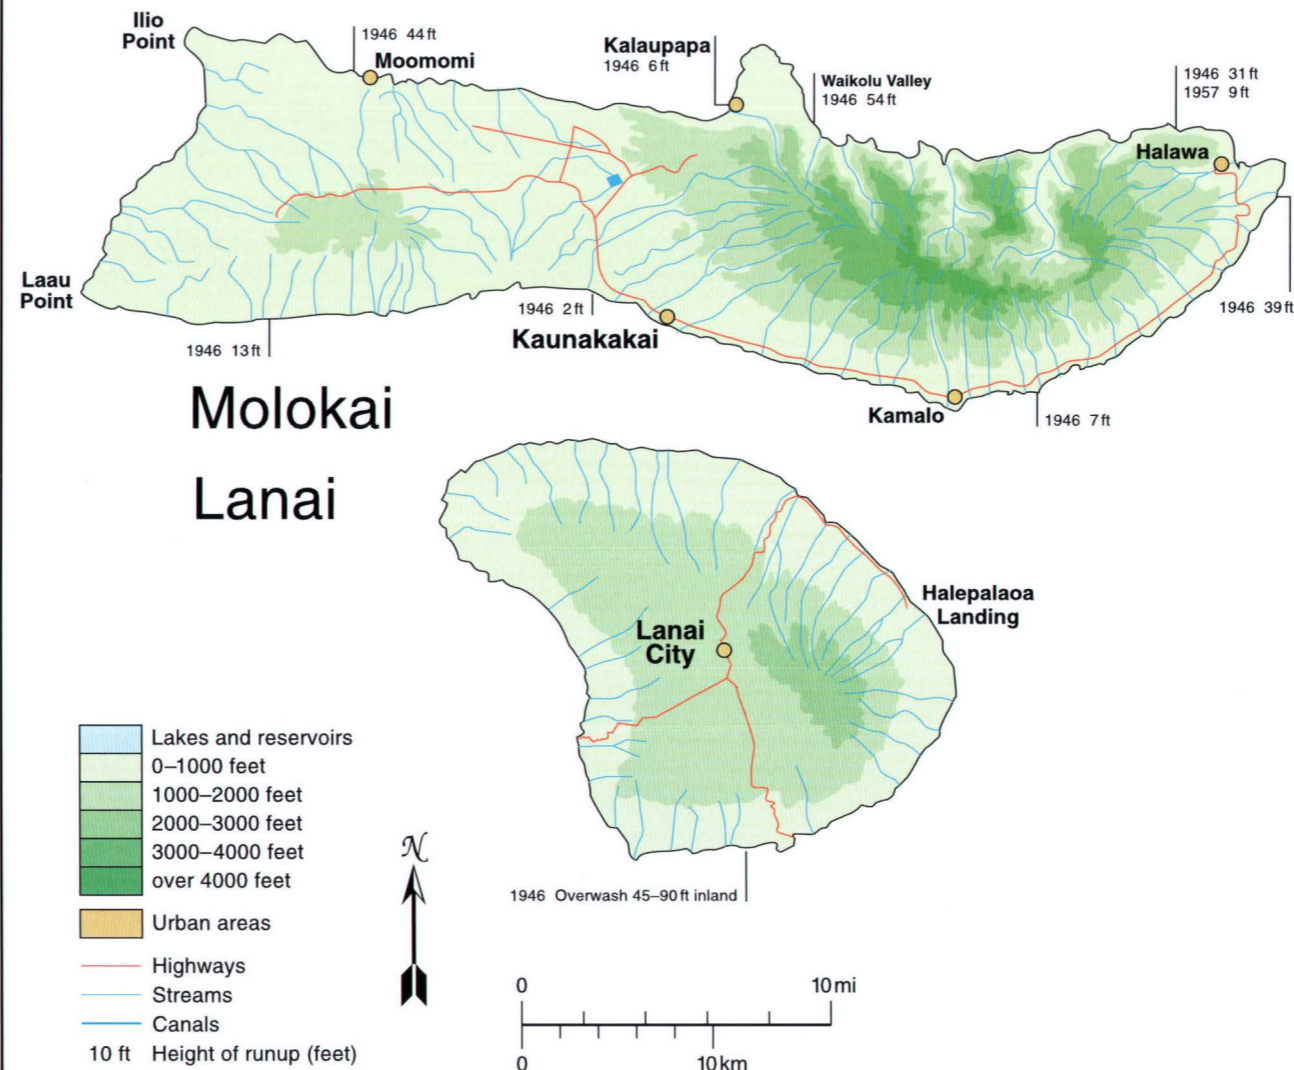 Ilio
Point
1946 44 ft
Moomomi
Kalaupapa
1946 6 ft
Waikolu Valley
1946 54 ft
1946 31 ft
1957 9 ft
Halawa
Laau
Point
1946 39 ft
1946 2 ft
Kaunakakai
1946 13 ft
Molokai
Kamalo
1946 7 ft
Lanai
Halepalaoa
Landing
Lanai
City
Lakes and reservoirs
0–1000 feet
1000–2000 feet
2000–3000 feet
3000–4000 feet
over 4000 feet
Urban areas
Highways
Streams
Canals
10 ft Height of runup (feet)
N
1946 Overwash 45–90 ft inland
0 10 mi
0 10 km